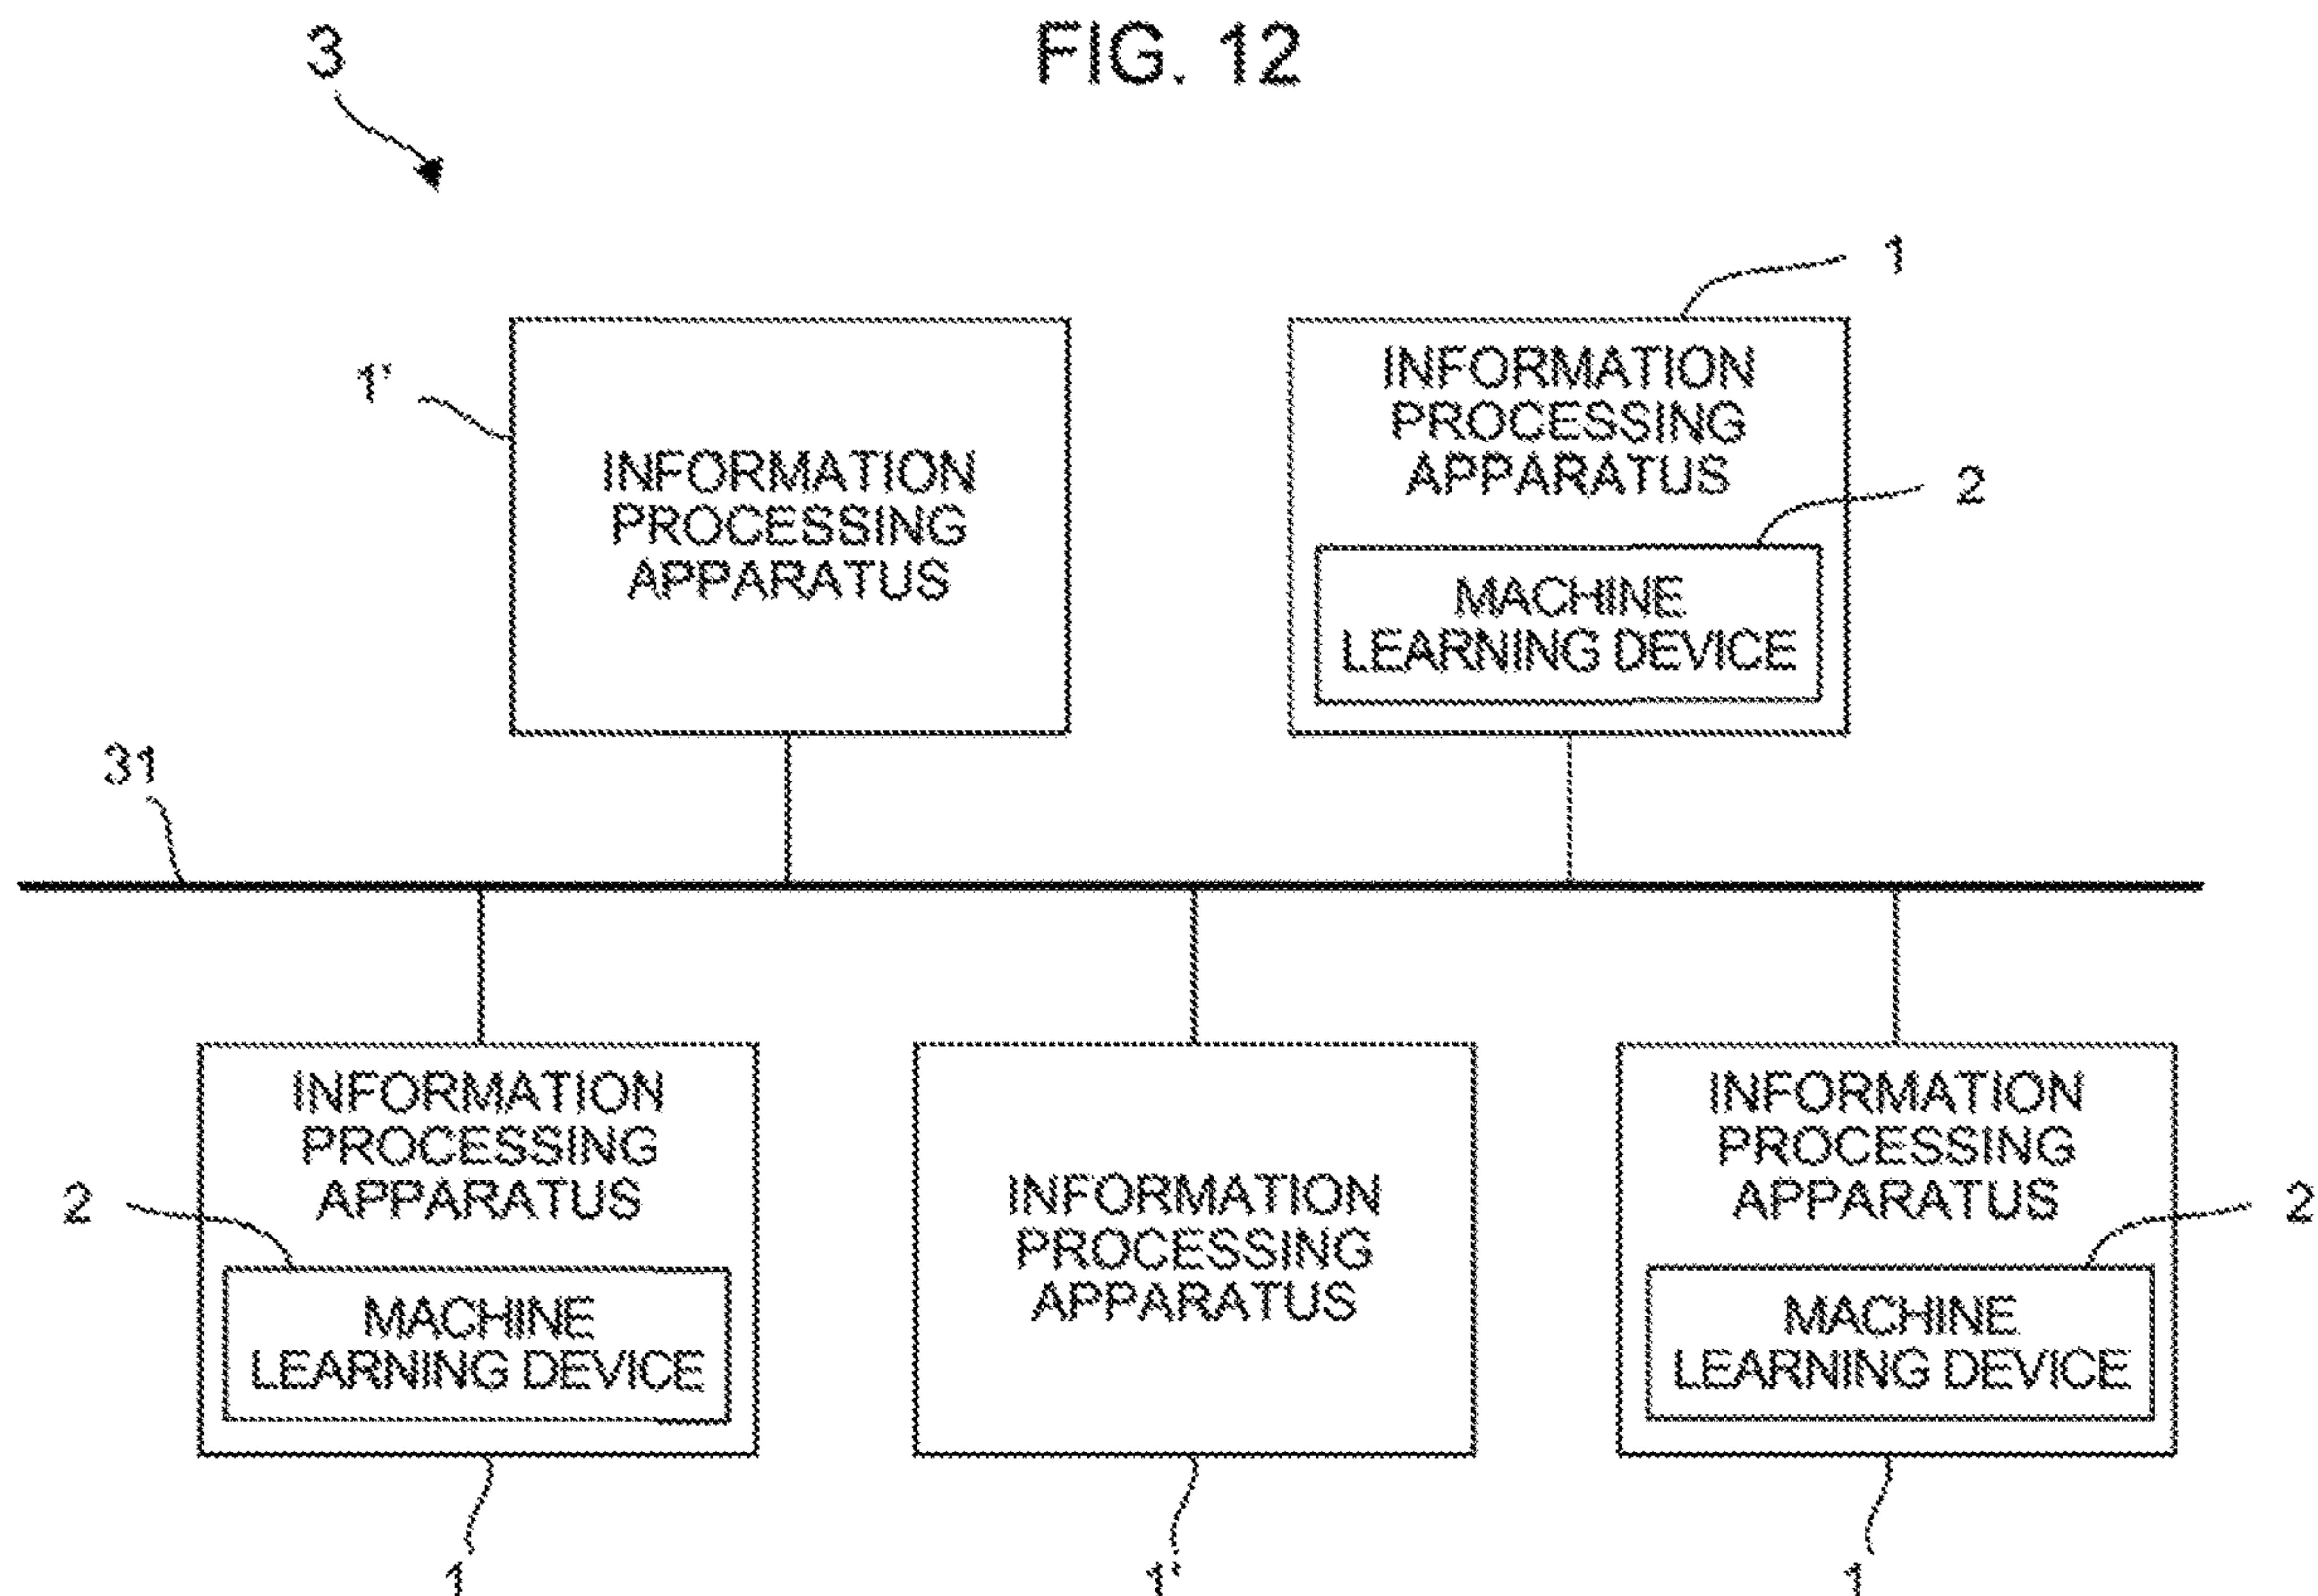 FIG. 12
3
1
1'
INFORMATION
PROCESSING
APPARATUS
INFORMATION
PROCESSING
APPARATUS
2
MACHINE
LEARNING DEVICE
31
INFORMATION
PROCESSING
APPARATUS
2
MACHINE
LEARNING DEVICE
1
INFORMATION
PROCESSING
APPARATUS
1'
INFORMATION
PROCESSING
APPARATUS
2
MACHINE
LEARNING DEVICE
1